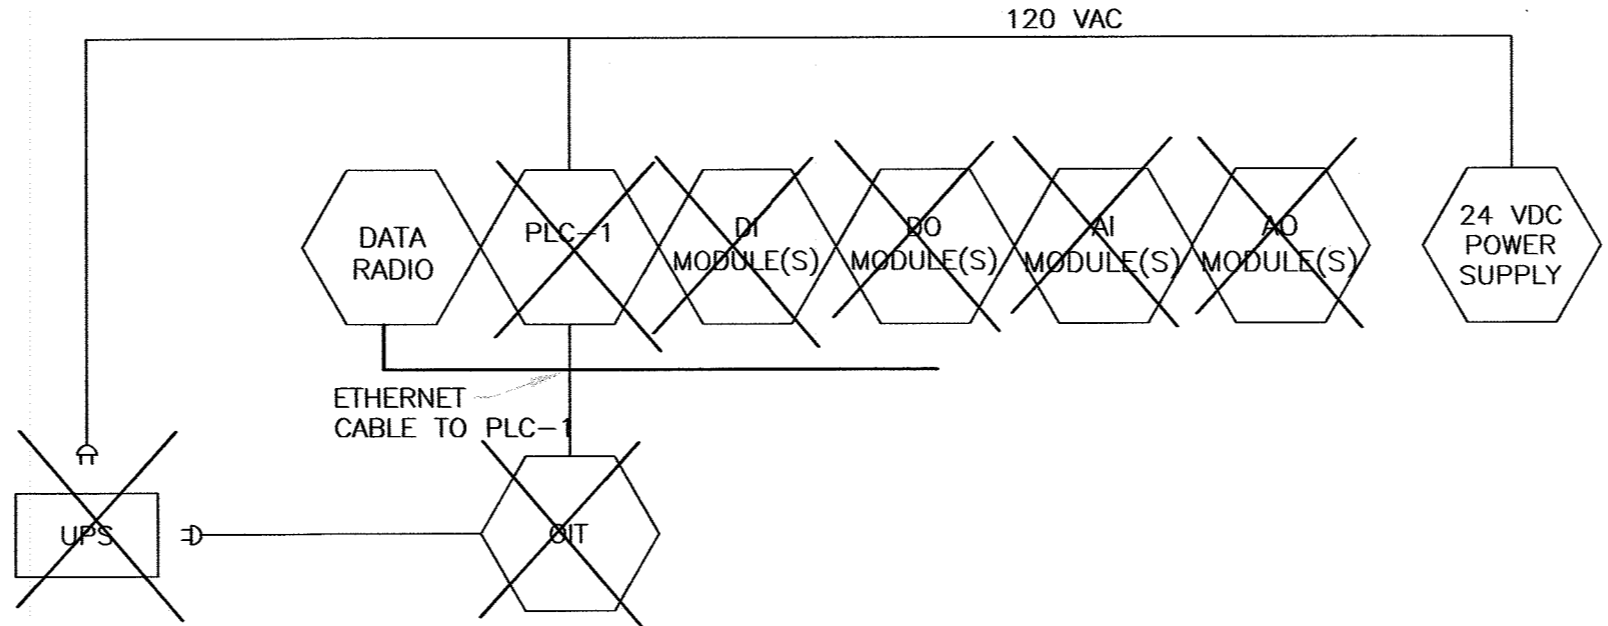 120 VAC
DATA
RADIO
PLC-1
DI
MODULE(S)
DO
MODULE(S)
AI
MODULE(S)
AO
MODULE(S)
24 VDC
POWER
SUPPLY
ETHERNET
CABLE TO PLC-1
UPS
OIT